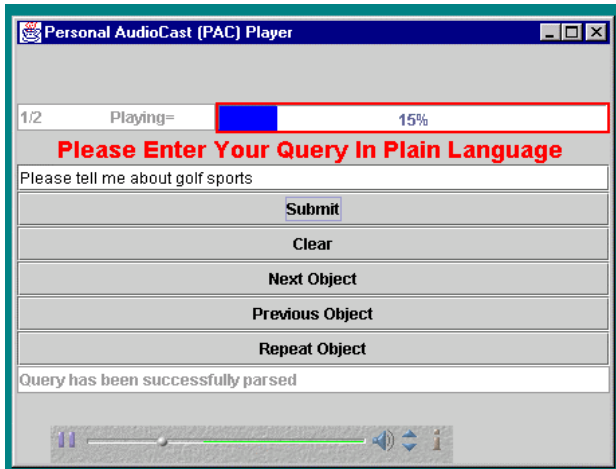 Personal AudioCast (PAC) Player
1/2 Playing= 15%
Please Enter Your Query In Plain Language
Please tell me about golf sports
Submit
Clear
Next Object
Previous Object
Repeat Object
Query has been successfully parsed